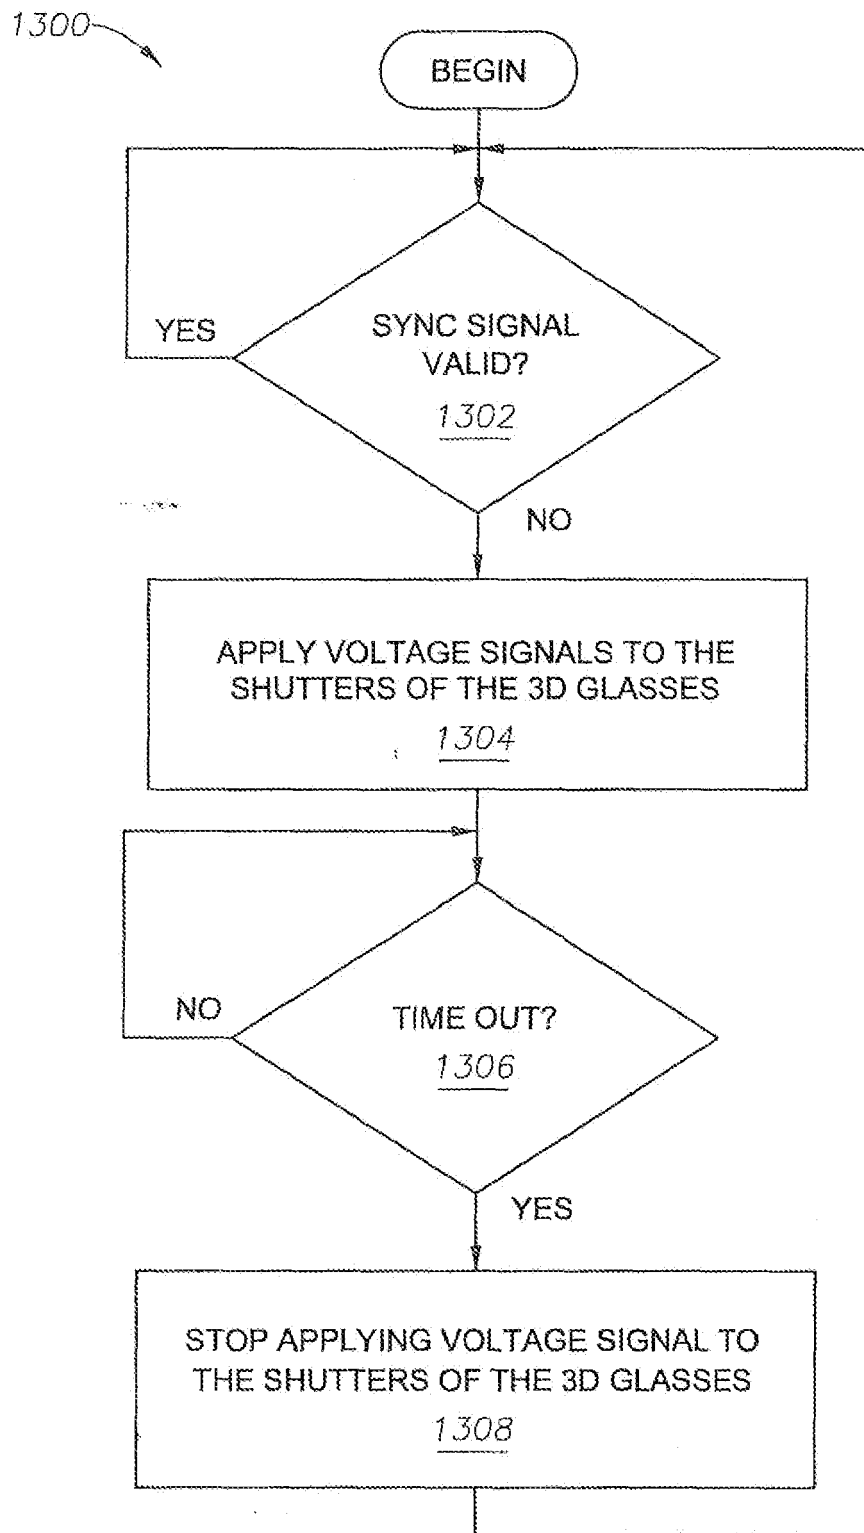 1300
BEGIN
YES
SYNC SIGNAL
VALID?
1302
NO
APPLY VOLTAGE SIGNALS TO THE
SHUTTERS OF THE 3D GLASSES
1304
NO
TIME OUT?
1306
YES
STOP APPLYING VOLTAGE SIGNAL TO
THE SHUTTERS OF THE 3D GLASSES
1308